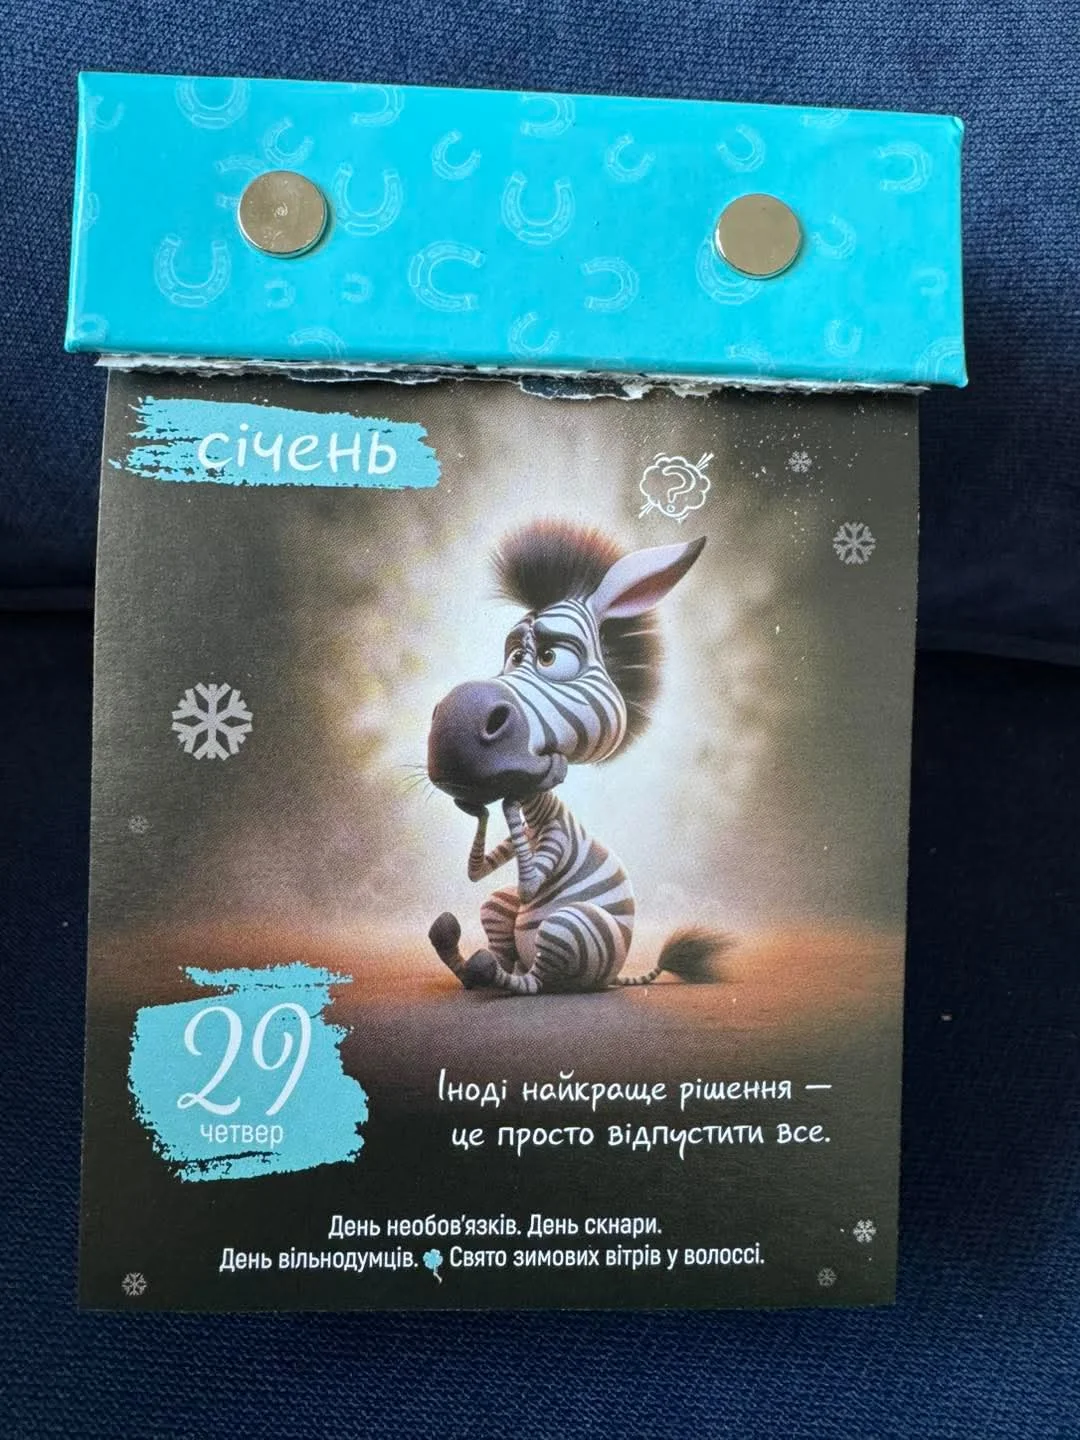 січень
29
четвер
Іноді найкраще рішення —
це просто відпустити все.
День необов'язків. День скнари.
День вільнодумців. Свято зимових вітрів у волоссі.